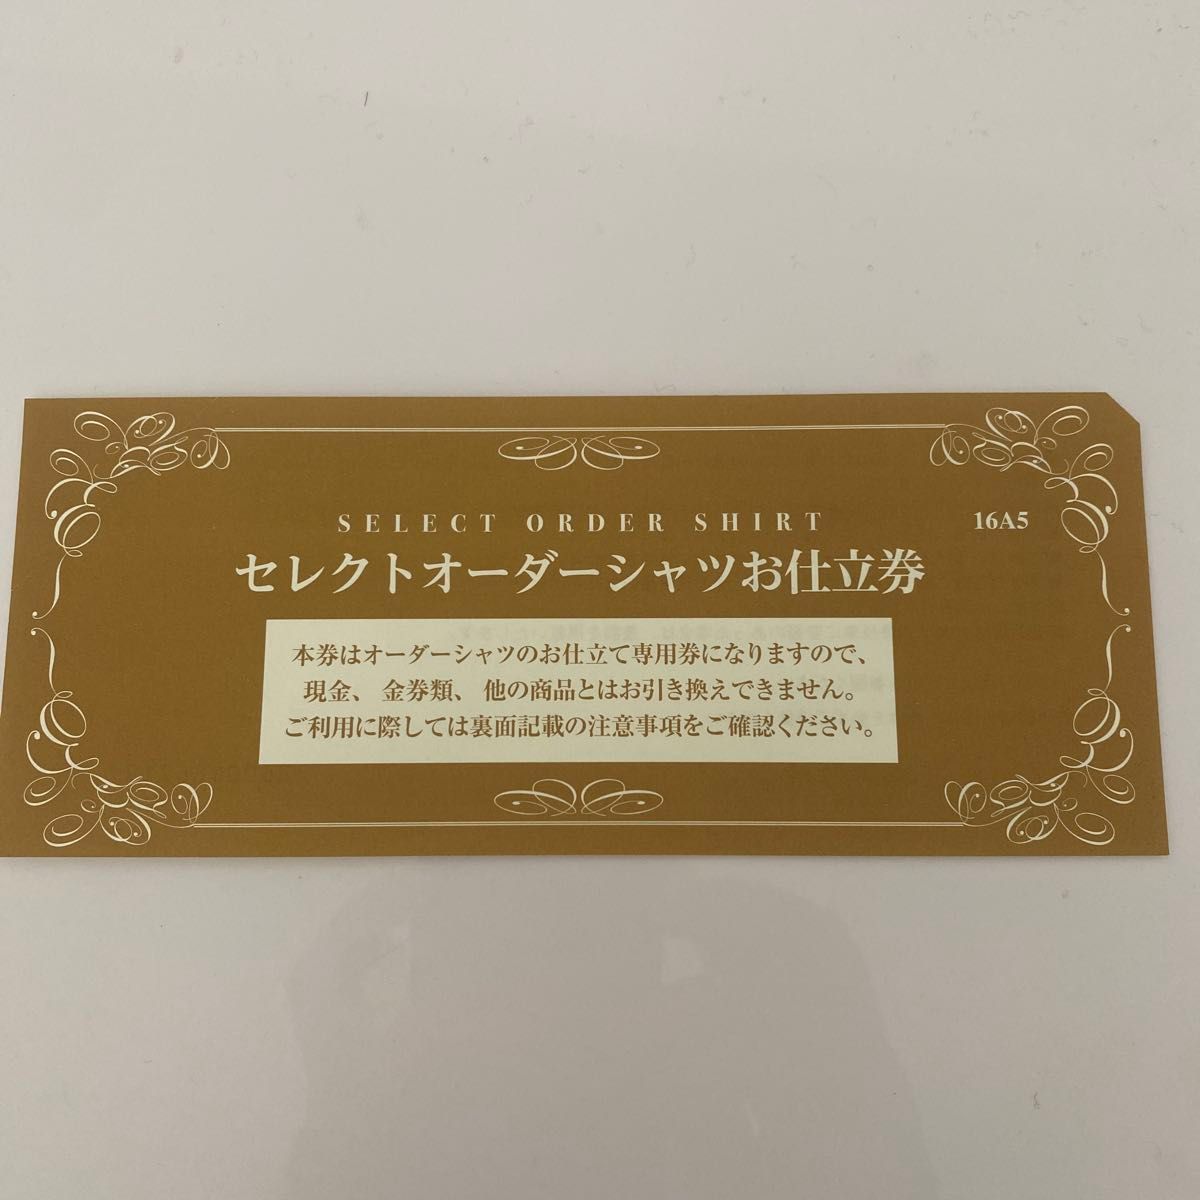 SELECT ORDER SHIRT
16A5
セレクトオーダーシャツお仕立券
本券はオーダーシャツのお仕立て専用券になりますので、
現金、金券類、他の商品とはお引き換えできません。
ご利用に際しては裏面記載の注意事項をご確認ください。